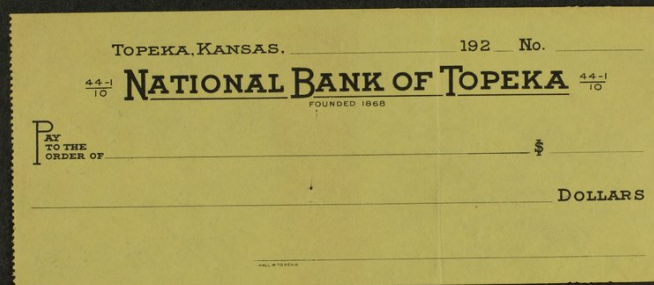 TOPEKA, KANSAS. 192 No.
44-1 NATIONAL BANK OF TOPEKA 44-1
10 10
FOUNDED 1868
PAY
TO THE
ORDER OF $
DOLLARS